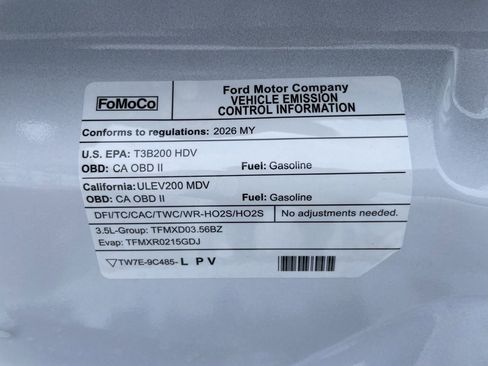 FoMoCo
Ford Motor Company
VEHICLE EMISSION
CONTROL INFORMATION
Conforms to regulations: 2026 MY
U.S. EPA: T3B200 HDV
OBD: CA OBD II Fuel: Gasoline
California: ULEV200 MDV
OBD: CA OBD II Fuel: Gasoline
DFI/TC/CAC/TWC/WR-HO2S/HO2S No adjustments needed.
3.5L-Group: TFMXD03.56BZ
Evap: TFMXR0215GDJ
▽TW7E-9C485- L P V